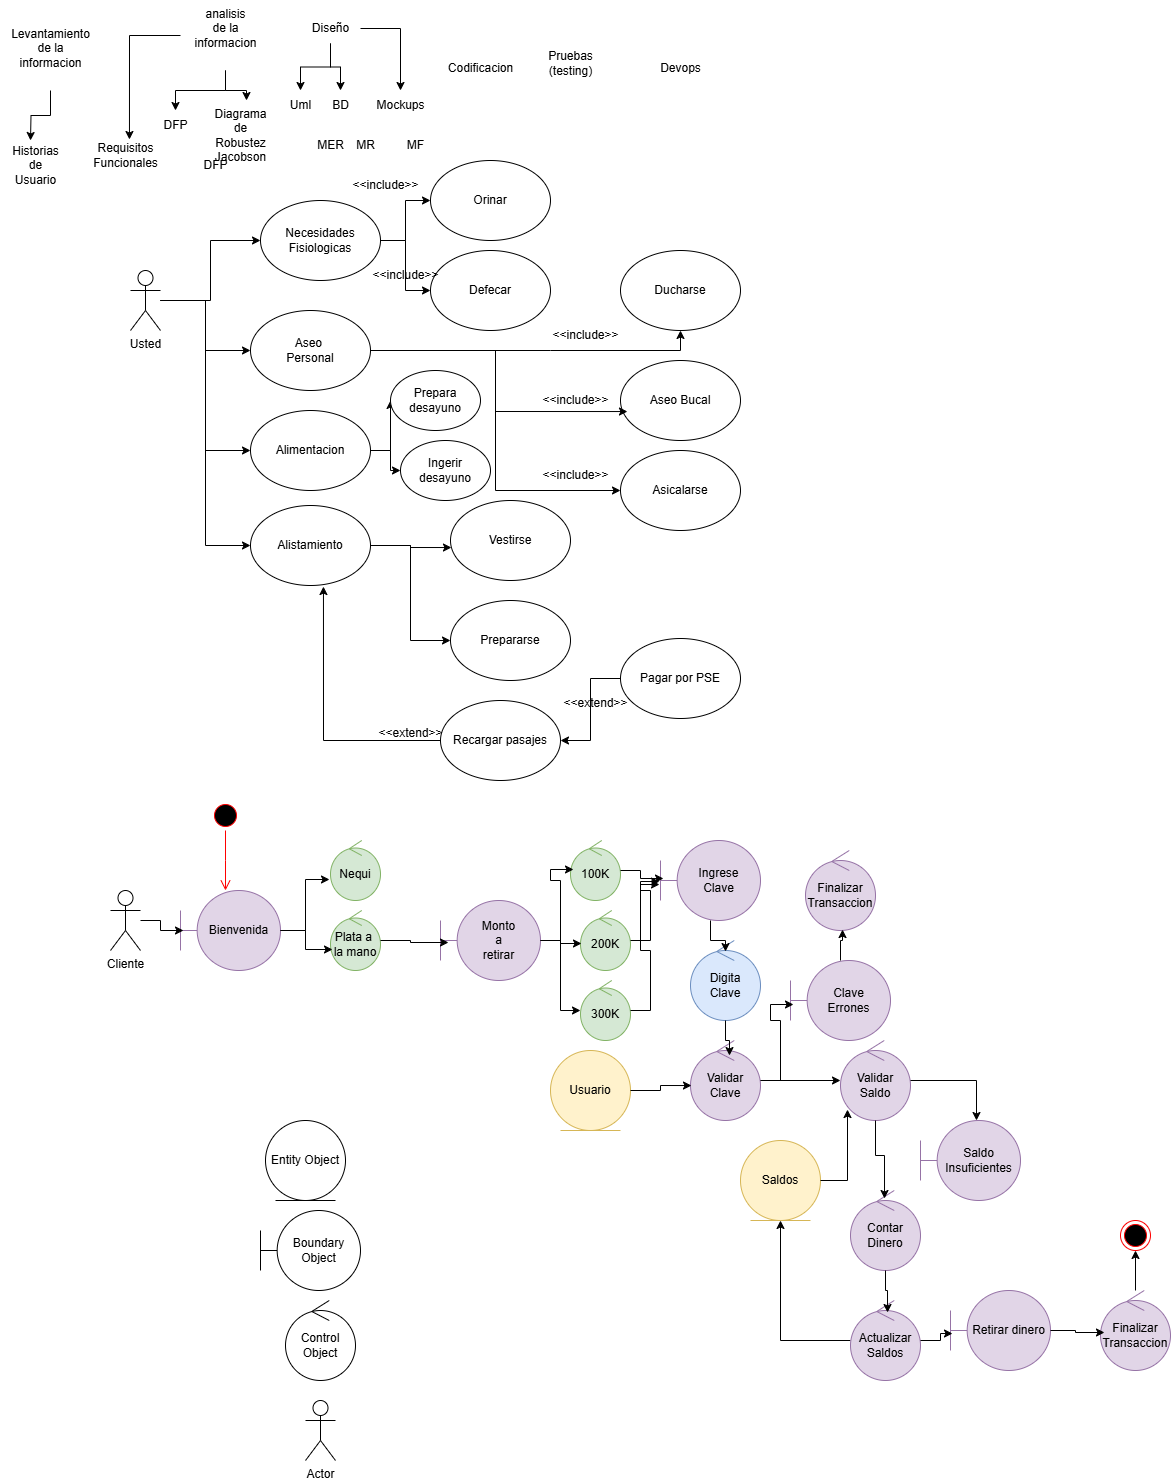 Levantamiento
de la
informacion
analisis
de la
informacion
Diseño
Codificacion
Pruebas
(testing)
Devops
Historias
de
Usuario
Requisitos
Funcionales
DFP
Diagrama
de
Robustez
Jacobson
DFP
Uml
BD
Mockups
MER
MR
MF
Usted
Necesidades
Fisiologicas
<<include>>
Orinar
<<include>>
Defecar
Aseo
Personal
<<include>>
Ducharse
<<include>>
Aseo Bucal
<<include>>
Asicalarse
Alimentacion
Prepara
desayuno
Ingerir
desayuno
Alistamiento
Vestirse
Prepararse
Pagar por PSE
<<extend>>
Recargar pasajes
<<extend>>
Cliente
Bienvenida
Nequi
Plata a
la mano
Monto
a
retirar
100K
200K
300K
Ingrese
Clave
Digita
Clave
Usuario
Validar
Clave
Finalizar
Transaccion
Clave
Errones
Validar
Saldo
Saldo
Insuficientes
Saldos
Contar
Dinero
Actualizar
Saldos
Retirar dinero
Finalizar
Transaccion
Entity Object
Boundary
Object
Control
Object
Actor